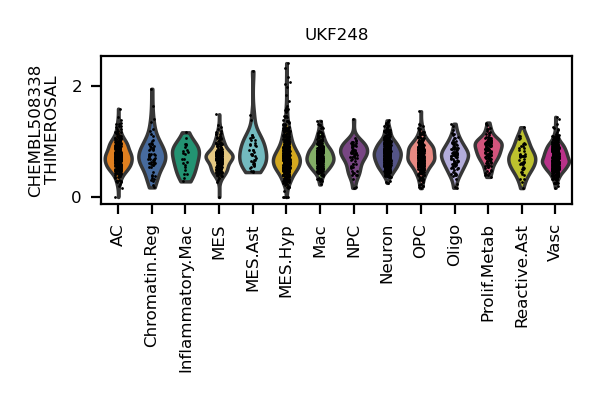 UKF248
CHEMBL508338
THIMEROSAL
2
0
AC
Chromatin.Reg
Inflammatory.Mac
MES
MES.Ast
MES.Hyp
Mac
NPC
Neuron
OPC
Oligo
Prolif.Metab
Reactive.Ast
Vasc